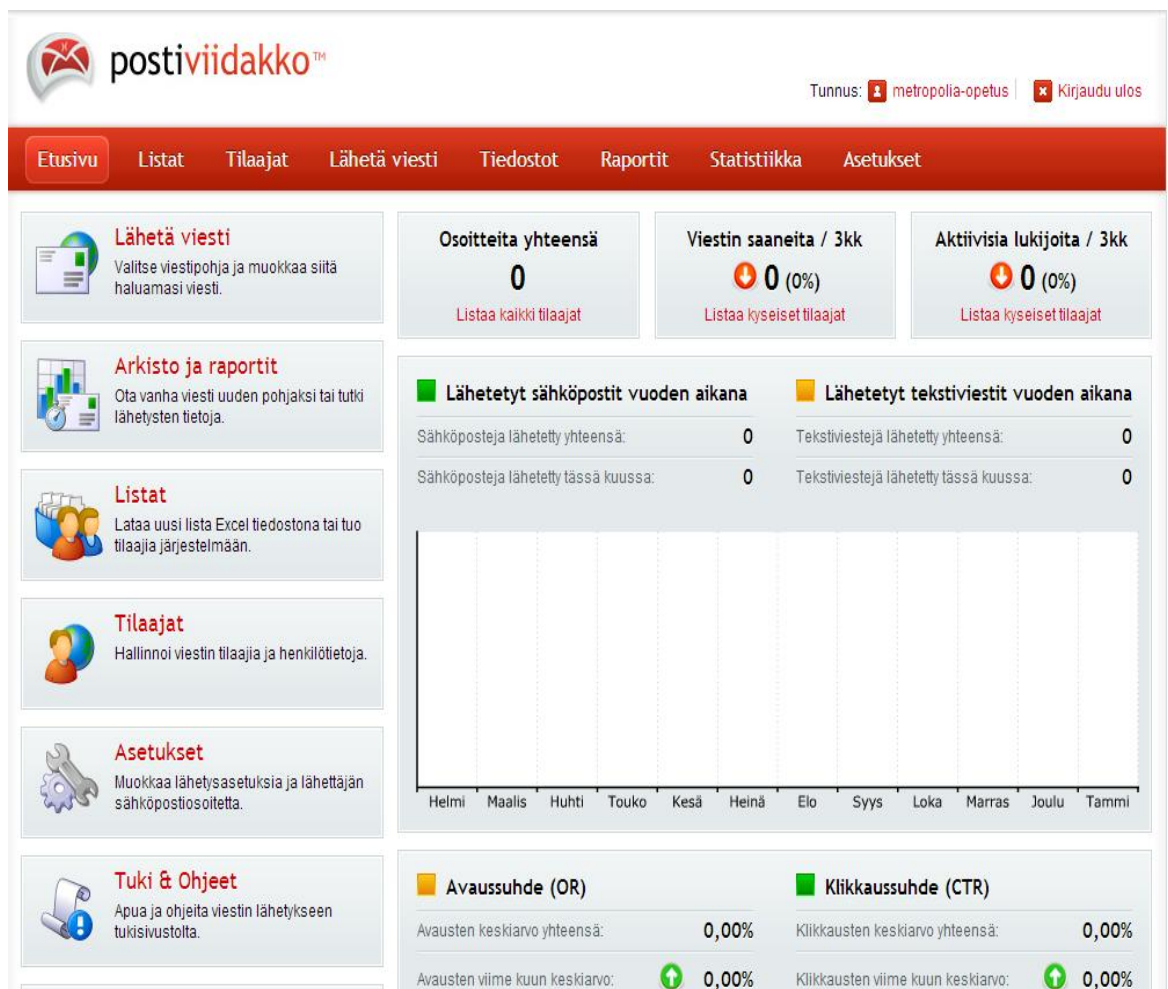 postiviidakko™
Tunnus: metropolia-opetus Kirjaudu ulos
Etusivu Listat Tilaajat Lähetä viesti Tiedostot Raportit Statistiikka Asetukset
Lähetä viesti
Valitse viestipohja ja muokkaa siitä
haluamasi viesti.
Arkisto ja raportit
Ota vanha viesti uuden pohjaksi tai tutki
lähetysten tietoja.
Listat
Lataa uusi lista Excel tiedostona tai tuo
tilaajia järjestelmään.
Tilaajat
Hallinnoi viestin tilaajia ja henkilötietoja.
Asetukset
Muokkaa lähetysasetuksia ja lähettäjän
sähköpostiosoitetta.
Tuki & Ohjeet
Apua ja ohjeita viestin lähetykseen
tukisivustolta.
Osoitteita yhteensä
0
Listaa kaikki tilaajat
Viestin saaneita / 3kk
0 (0%)
Listaa kyseiset tilaajat
Aktiivisia lukijoita / 3kk
0 (0%)
Listaa kyseiset tilaajat
Lähetetyt sähköpostit vuoden aikana
Sähköposteja lähetetty yhteensä: 0
Sähköposteja lähetetty tässä kuussa: 0
Lähetetyt tekstiviestit vuoden aikana
Tekstiviestejä lähetetty yhteensä: 0
Tekstiviestejä lähetetty tässä kuussa: 0
Helmi Maalis Huhti Touko Kesä Heinä Elo Syys Loka Marras Joulu Tammi
Avaussuhde (OR)
Avausten keskiarvo yhteensä: 0,00%
Avausten viime kuun keskiarvo: 0,00%
Klikkaussuhde (CTR)
Klikkausten keskiarvo yhteensä: 0,00%
Klikkausten viime kuun keskiarvo: 0,00%